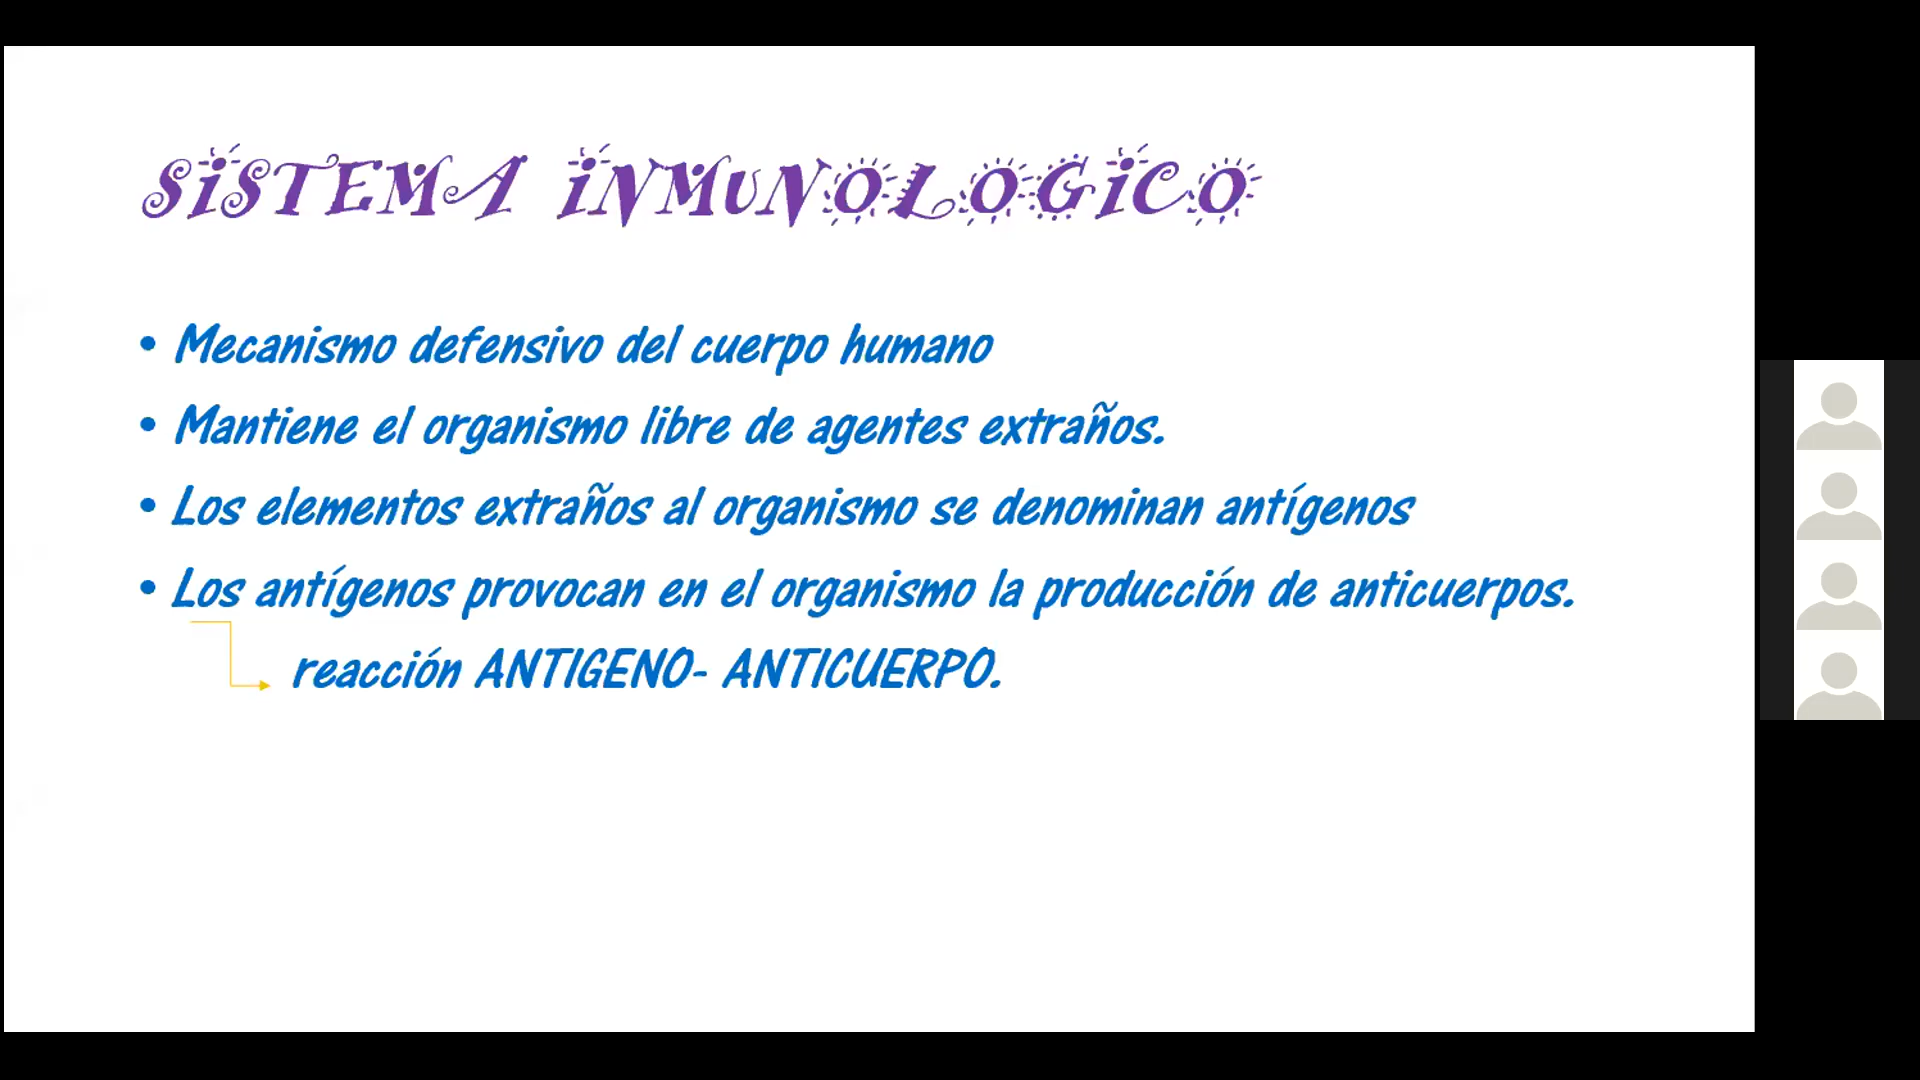 SISTEMA INMUNOLOGICO
• Mecanismo defensivo del cuerpo humano
• Mantiene el organismo libre de agentes extraños.
• Los elementos extraños al organismo se denominan antígenos
• Los antígenos provocan en el organismo la producción de anticuerpos.
reacción ANTIGENO- ANTICUERPO.